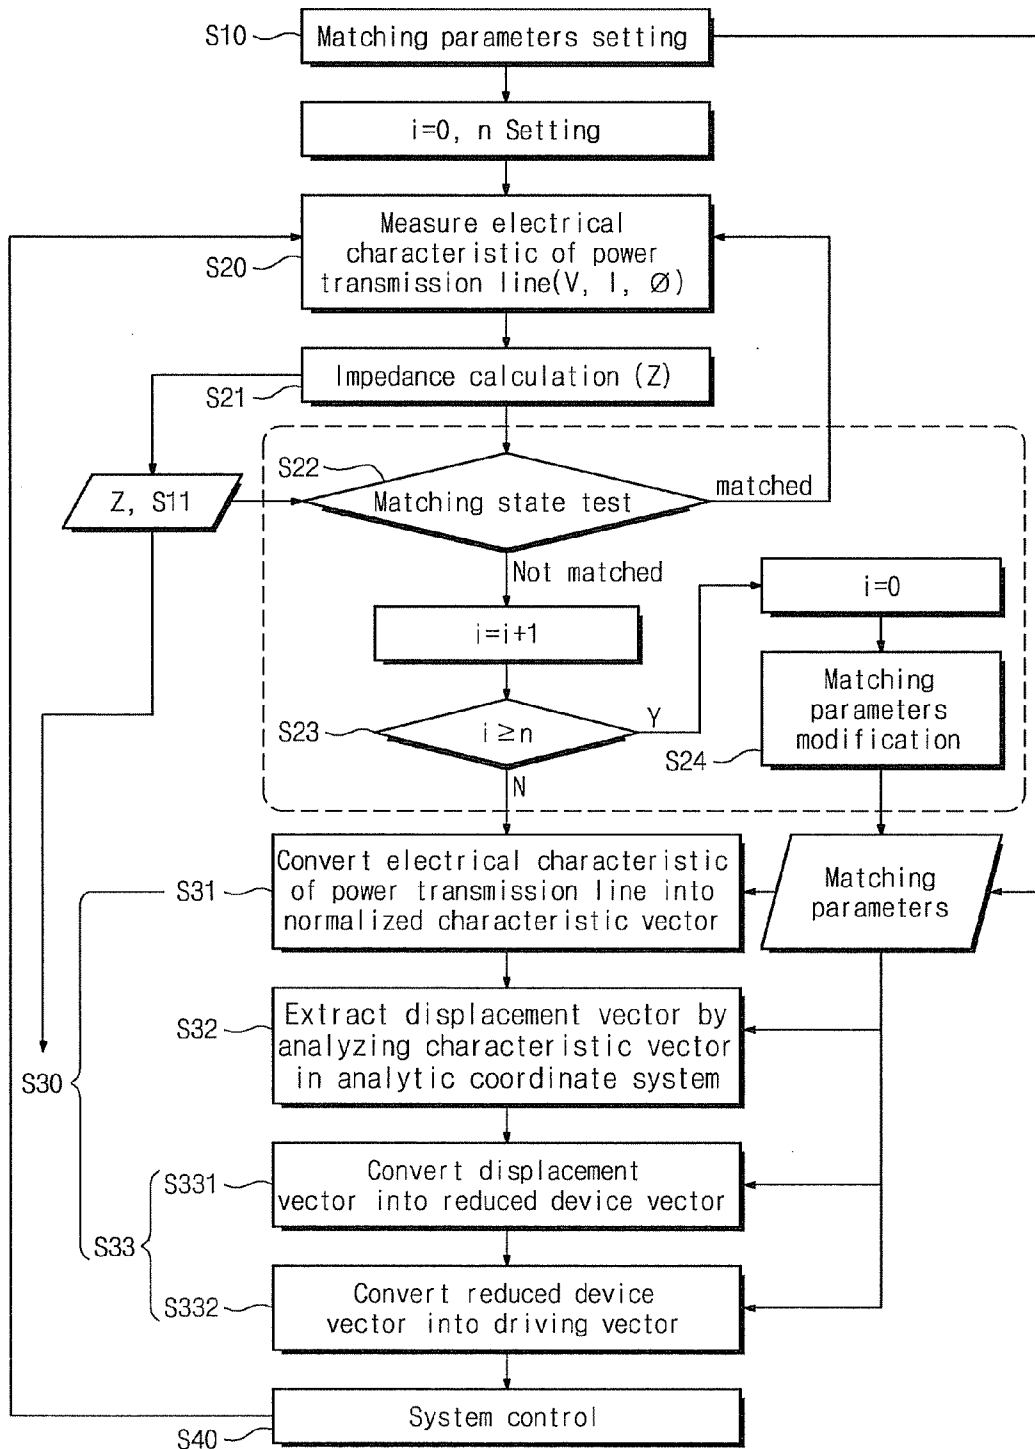 S10
Matching parameters setting
i=0, n Setting
S20
Measure electrical
characteristic of power
transmission line(V, I, Ø)
S21
Impedance calculation (Z)
Z, S11
S22
Matching state test
matched
Not matched
i=i+1
S23
i≥n
Y
N
i=0
S24
Matching
parameters
modification
Matching
parameters
S30
S31
Convert electrical characteristic
of power transmission line into
normalized characteristic vector
S32
Extract displacement vector by
analyzing characteristic vector
in analytic coordinate system
S33
S331
Convert displacement
vector into reduced device vector
S332
Convert reduced device
vector into driving vector
S40
System control